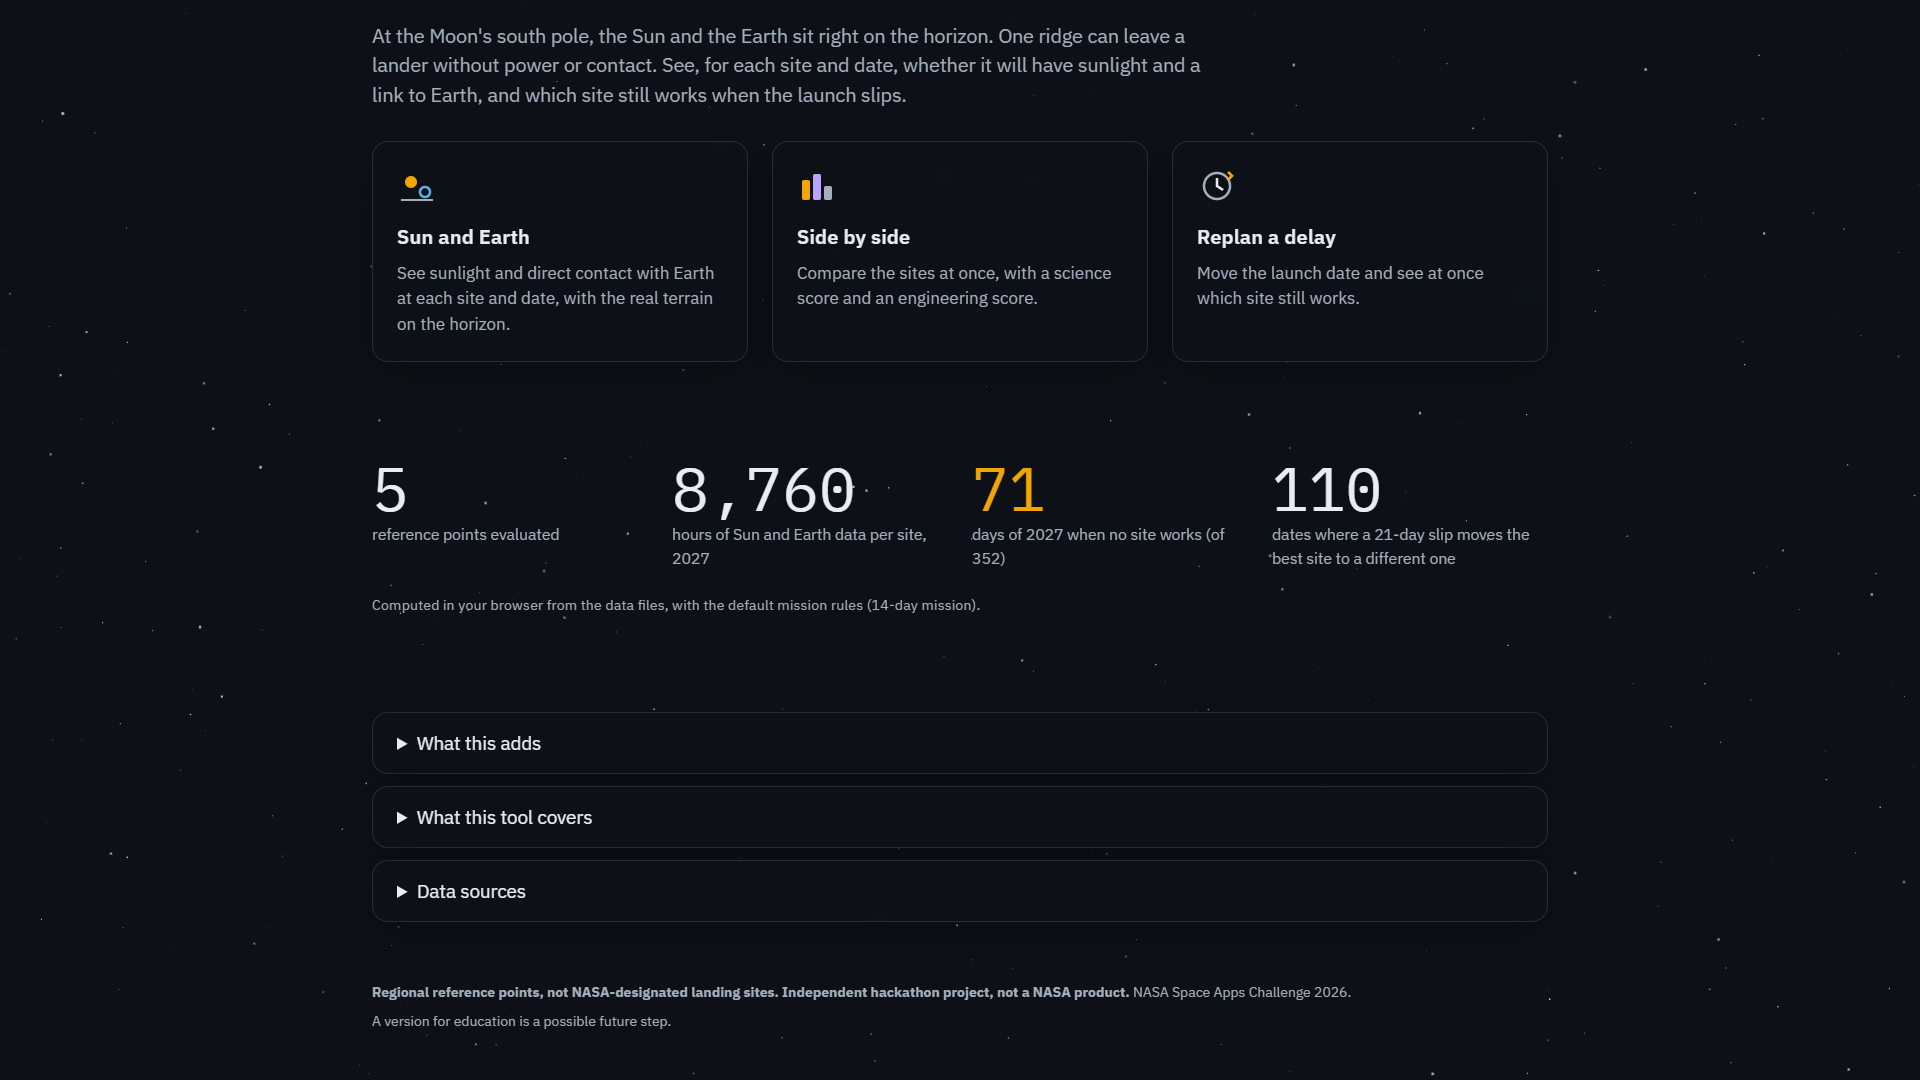 At the Moon's south pole, the Sun and the Earth sit right on the horizon. One ridge can leave a
lander without power or contact. See, for each site and date, whether it will have sunlight and a
link to Earth, and which site still works when the launch slips.
Sun and Earth
See sunlight and direct contact with Earth
at each site and date, with the real terrain
on the horizon.
Side by side
Compare the sites at once, with a science
score and an engineering score.
Replan a delay
Move the launch date and see at once
which site still works.
5
reference points evaluated
8,760
hours of Sun and Earth data per site,
2027
71
days of 2027 when no site works (of
352)
110
dates where a 21-day slip moves the
best site to a different one
Computed in your browser from the data files, with the default mission rules (14-day mission).
What this adds
What this tool covers
Data sources
Regional reference points, not NASA-designated landing sites. Independent hackathon project, not a NASA product. NASA Space Apps Challenge 2026.
A version for education is a possible future step.